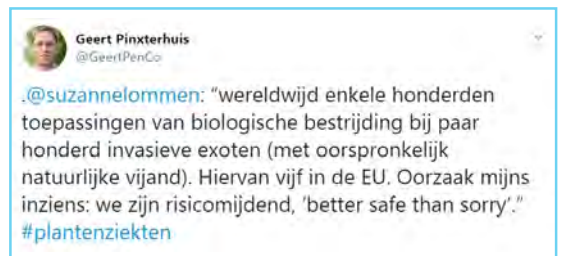 Geert Pinxterhuis
@GeertPenCo
.@suzannelommen: “wereldwijd enkele honderden
toepassingen van biologische bestrijding bij paar
honderd invasieve exoten (met oorspronkelijk
natuurlijke vijand). Hiervan vijf in de EU. Oorzaak mijns
inziens: we zijn risicomijdend, ‘better safe than sorry’.”
#plantenziekten